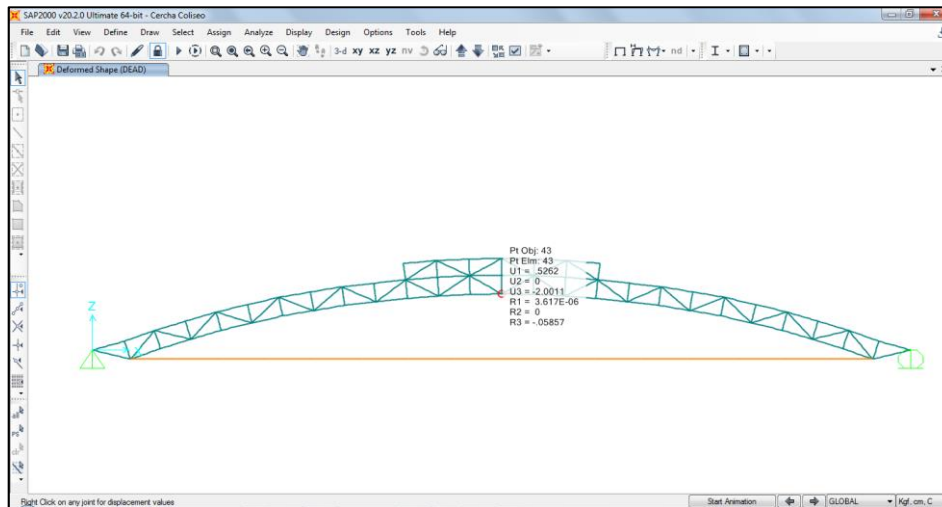 SAP2000 v20.2.0 Ultimate 64-bit - Cercha Coliseo
File Edit View Define Draw Select Assign Analyze Display Design Options Tools Help
3-d xy xz yz nv
nd
Deformed Shape (DEAD)
Pt Obj: 43
Pt Elm: 43
U1 = .5262
U2 = 0
U3 = -2.0011
R1 = 3.617E-06
R2 = 0
R3 = -.05857
Z
Right Click on any joint for displacement values
Start Animation
GLOBAL
Kgf, cm, C